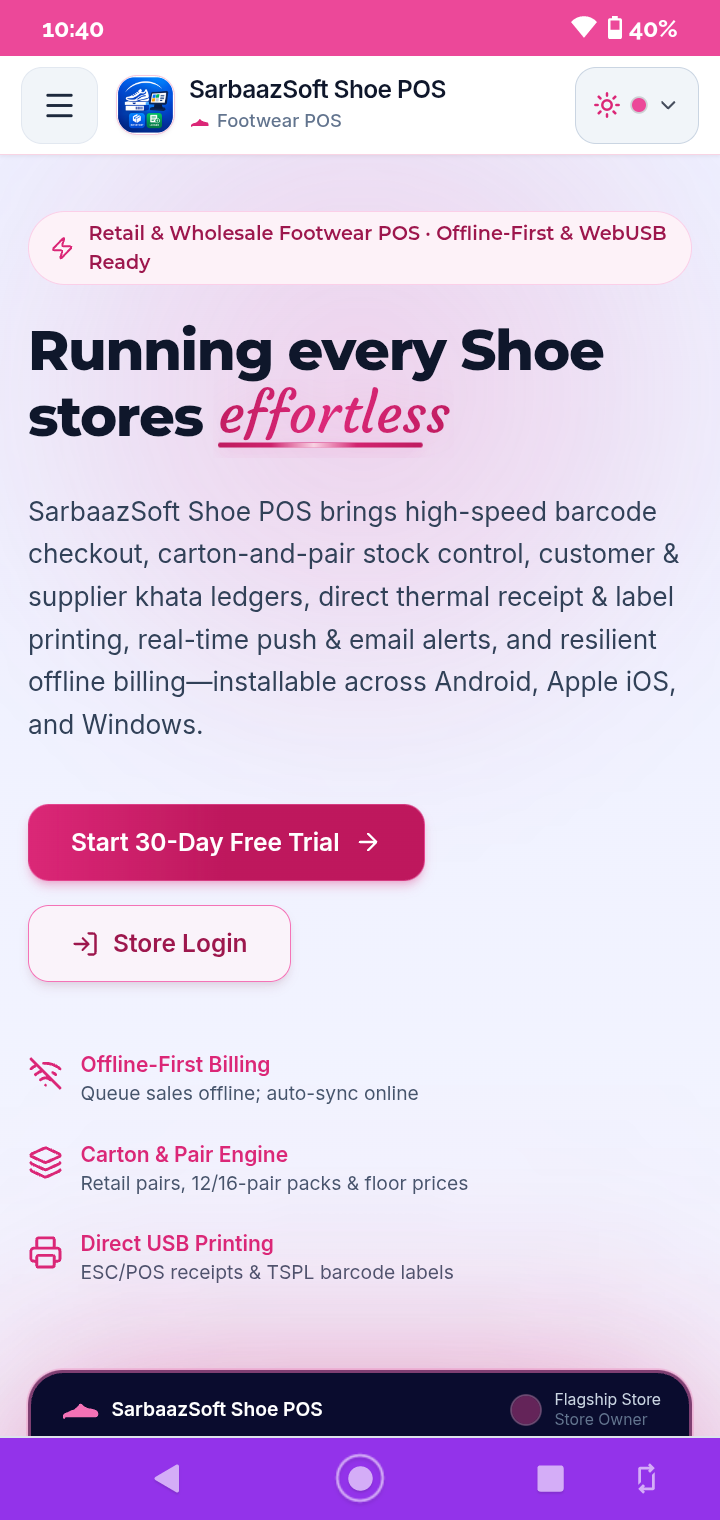 10:40
40%
SarbaazSoft Shoe POS
Footwear POS
Retail & Wholesale Footwear POS · Offline-First & WebUSB
Ready
Running every Shoe
stores effortless
SarbaazSoft Shoe POS brings high-speed barcode
checkout, carton-and-pair stock control, customer &
supplier khata ledgers, direct thermal receipt & label
printing, real-time push & email alerts, and resilient
offline billing—installable across Android, Apple iOS,
and Windows.
Start 30-Day Free Trial
Store Login
Offline-First Billing
Queue sales offline; auto-sync online
Carton & Pair Engine
Retail pairs, 12/16-pair packs & floor prices
Direct USB Printing
ESC/POS receipts & TSPL barcode labels
SarbaazSoft Shoe POS
Flagship Store
Store Owner